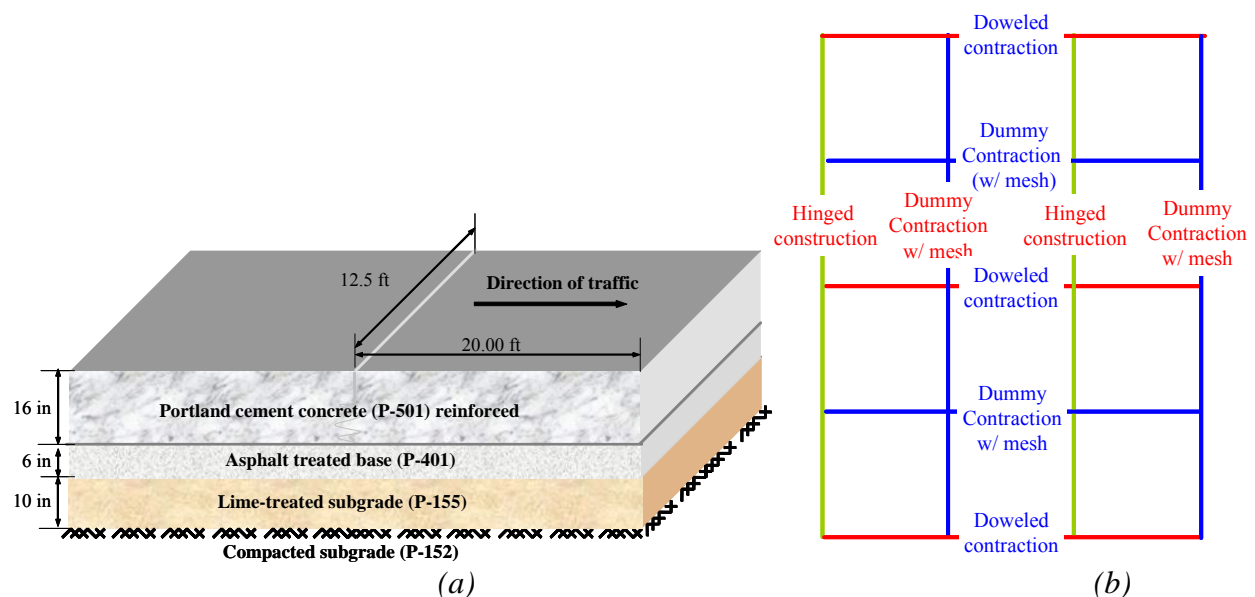 12.5 ft
Direction of traffic
20.00 ft
16 in
Portland cement concrete (P-501) reinforced
6 in
Asphalt treated base (P-401)
10 in
Lime-treated subgrade (P-155)
Compacted subgrade (P-152)
(a)
Doweled
contraction
Dummy
Contraction
(w/ mesh)
Hinged
construction
Dummy
Contraction
w/ mesh
Hinged
construction
Dummy
Contraction
w/ mesh
Doweled
contraction
Dummy
Contraction
w/ mesh
Doweled
contraction
(b)